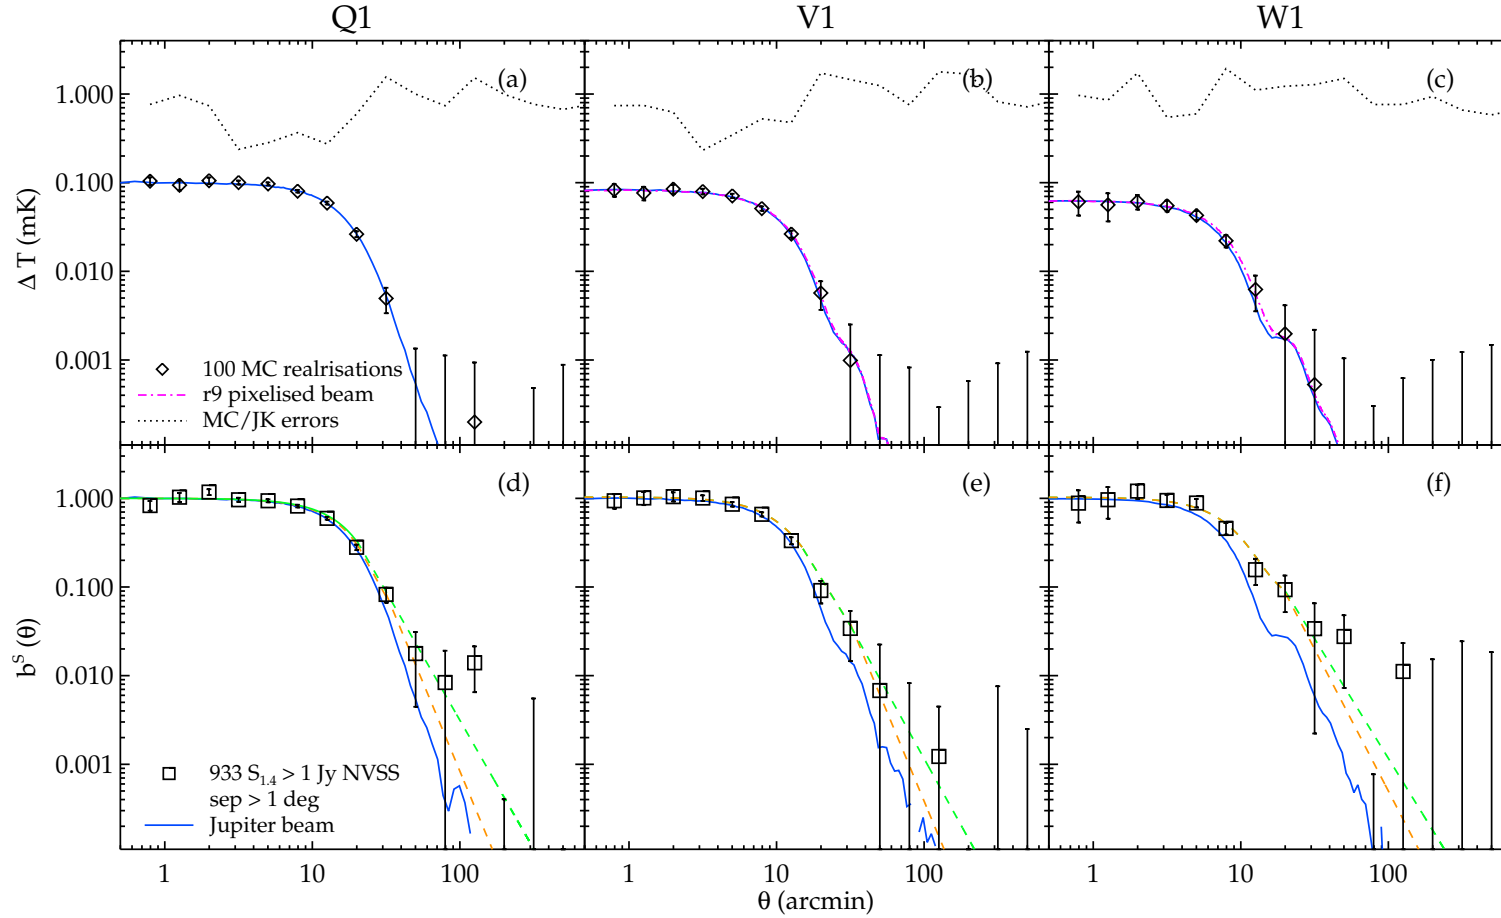 Q1 V1 W1
(a) (b) (c)
1.000
0.100
0.010
0.001
Δ T (mK)
100 MC realrisations
r9 pixelised beam
MC/JK errors
(d) (e) (f)
1.000
0.100
0.010
0.001
b^s (θ)
933 S_1.4 > 1 Jy NVSS
sep > 1 deg
Jupiter beam
1 10 100 1 10 100 1 10 100
θ (arcmin)